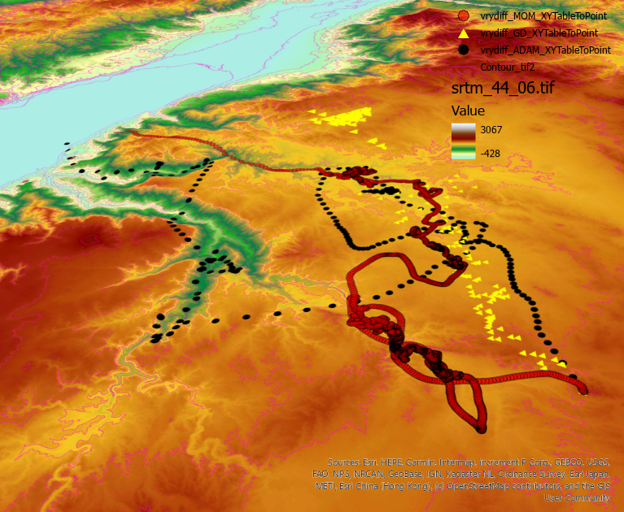 vrydiff_MOM_XYTableToPoint
vrydiff_GD_XYTableToPoint
vrydiff_ADAM_XYTableToPoint
Contour_tif2
srtm_44_06.tif
Value
3067
-428
Sources: Esri, HERE, Garmin, Intermap, increment P Corp., GEBCO, USGS,
FAO, NPS, NRCAN, GeoBase, IGN, Kadaster NL, Ordnance Survey, Esri Japan,
METI, Esri China (Hong Kong), (c) OpenStreetMap contributors, and the GIS
User Community